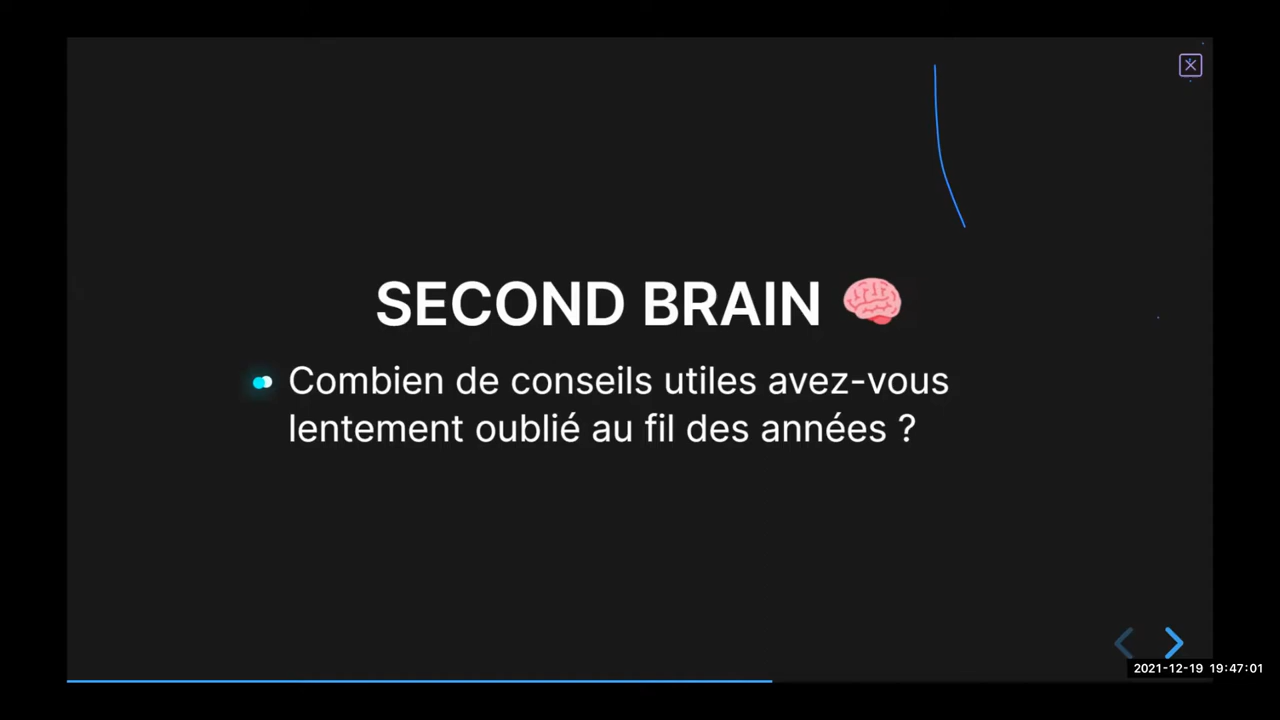 SECOND BRAIN 🧠
Combien de conseils utiles avez-vous
lentement oublié au fil des années ?
2021-12-19 19:47:01